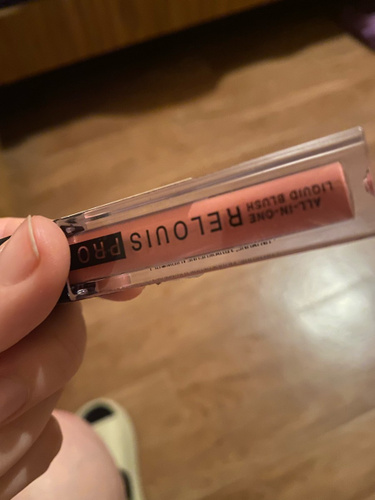 RELOUIS PRO
ALL-IN-ONE
LIQUID BLUSH